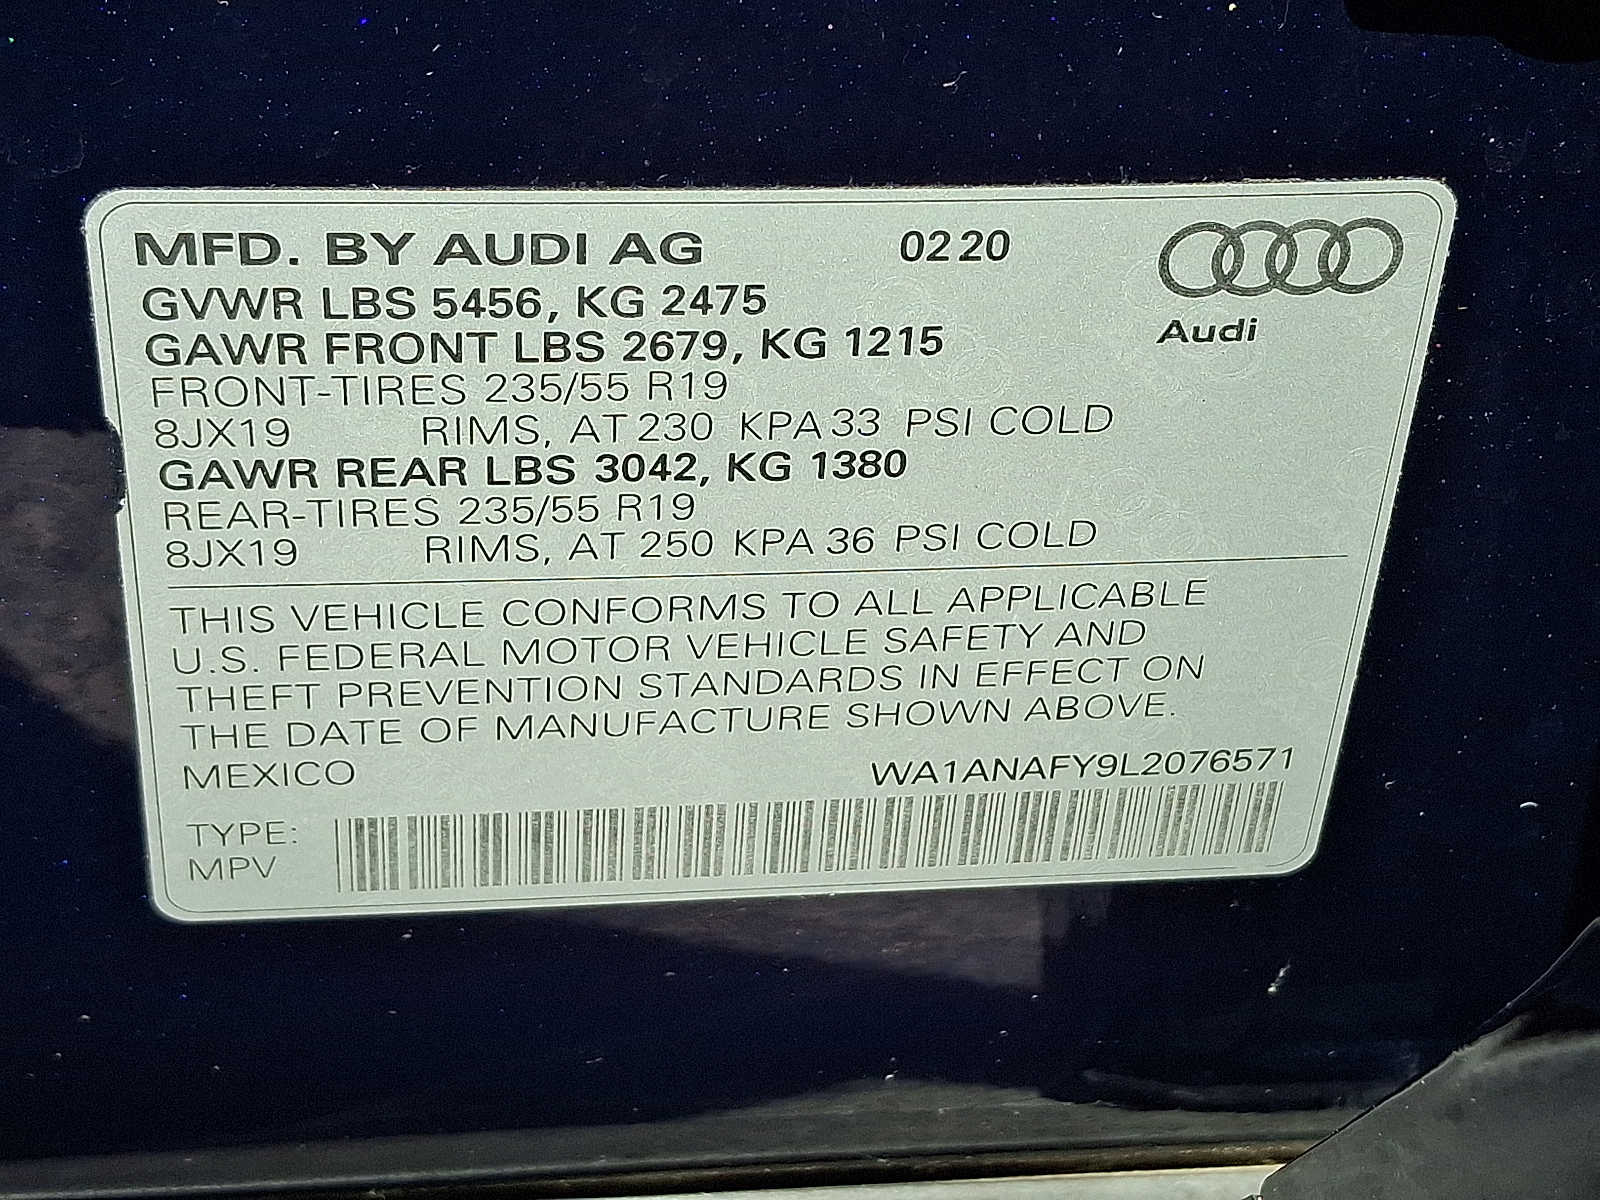 MFD. BY AUDI AG 02 20
GVWR LBS 5456, KG 2475
GAWR FRONT LBS 2679, KG 1215
Audi
FRONT-TIRES 235/55 R19
8JX19 RIMS, AT 230 KPA 33 PSI COLD
GAWR REAR LBS 3042, KG 1380
REAR-TIRES 235/55 R19
8JX19 RIMS, AT 250 KPA 36 PSI COLD
THIS VEHICLE CONFORMS TO ALL APPLICABLE
U.S. FEDERAL MOTOR VEHICLE SAFETY AND
THEFT PREVENTION STANDARDS IN EFFECT ON
THE DATE OF MANUFACTURE SHOWN ABOVE.
MEXICO WA1ANAFY9L2076571
TYPE:
MPV